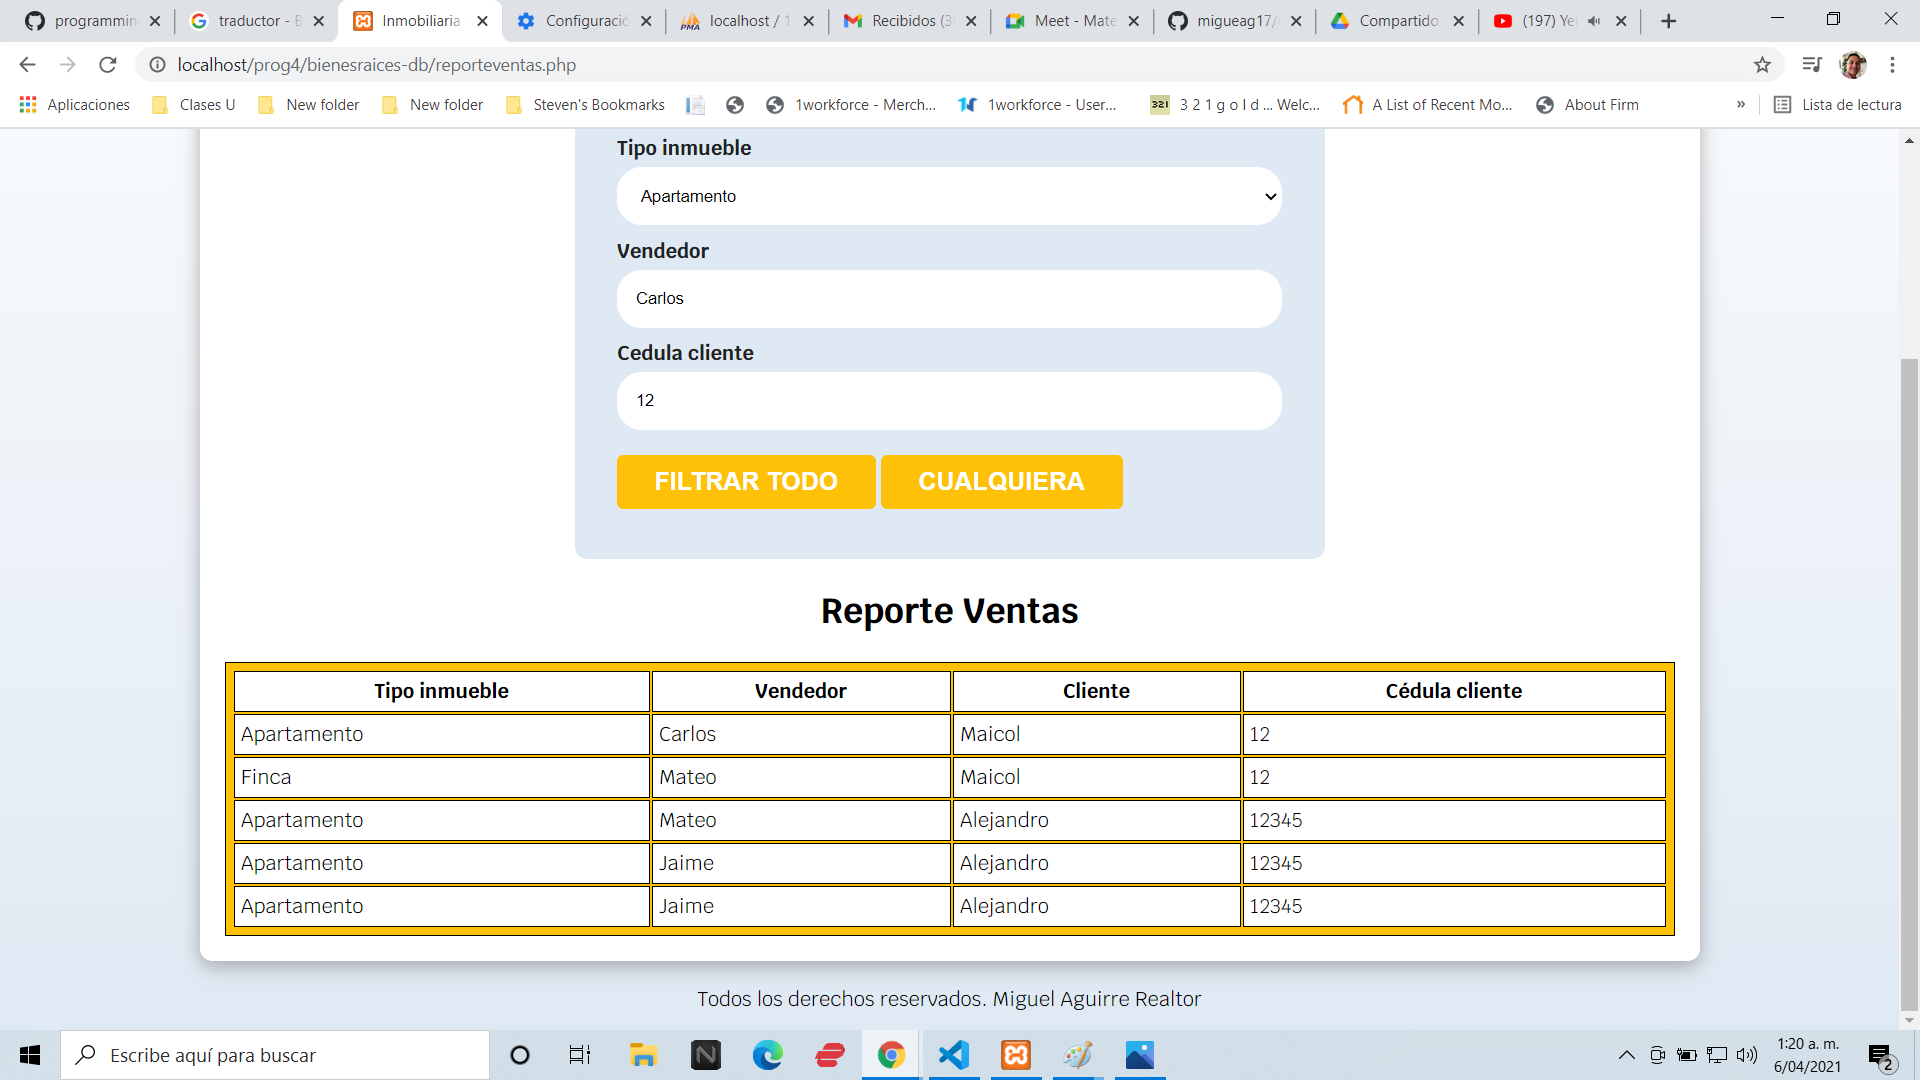 programmin
traductor - B
Inmobiliaria
Configuració
localhost / 1
Recibidos (3
Meet - Mate
migueag17/
Compartido
(197) Yei
localhost/prog4/bienesraices-db/reporteventas.php
Aplicaciones
Clases U
New folder
New folder
Steven's Bookmarks
1workforce - Merch...
1workforce - User...
321
3 2 1 g o l d ... Welc...
A List of Recent Mo...
About Firm
»
Lista de lectura
Tipo inmueble
Apartamento
Vendedor
Carlos
Cedula cliente
12
FILTRAR TODO CUALQUIERA
Reporte Ventas
Tipo inmueble Vendedor Cliente Cédula cliente
Apartamento Carlos Maicol 12
Finca Mateo Maicol 12
Apartamento Mateo Alejandro 12345
Apartamento Jaime Alejandro 12345
Apartamento Jaime Alejandro 12345
Todos los derechos reservados. Miguel Aguirre Realtor
Escribe aquí para buscar
1:20 a. m.
6/04/2021
2